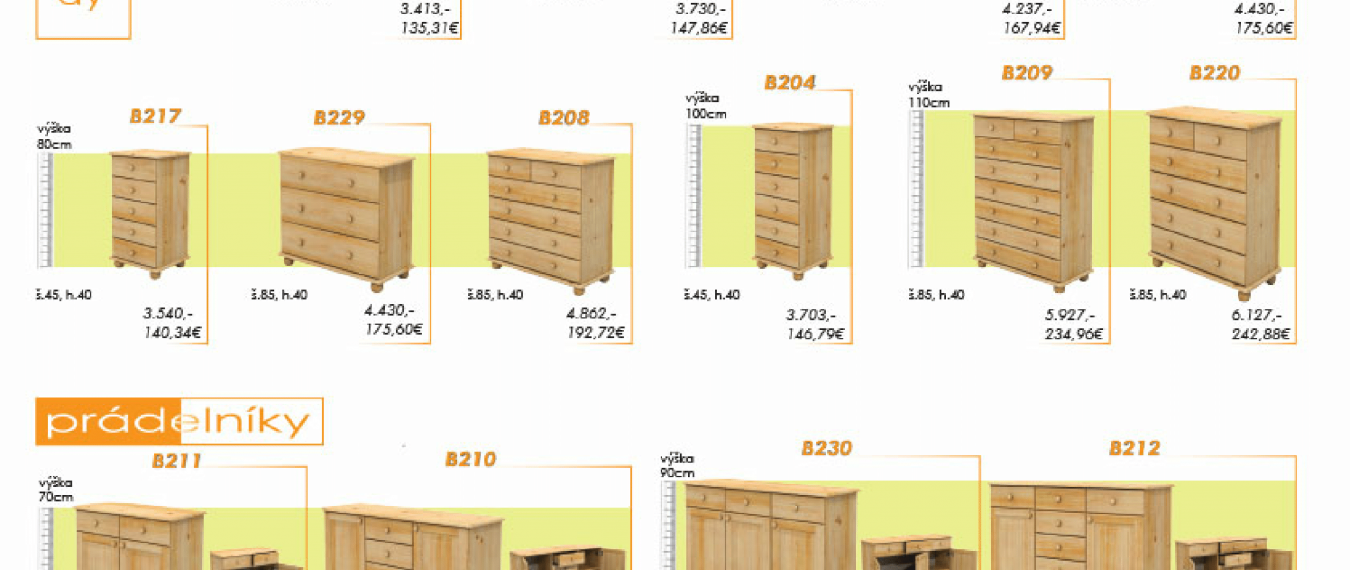 3.413,-
135,31€
3.730,-
147,86€
4.237,-
167,94€
4.430,-
175,60€
B217
B229
B208
B204
B209
B220
výška
80cm
výška
100cm
výška
110cm
š.45, h.40
3.540,-
140,34€
š.85, h.40
4.430,-
175,60€
š.85, h.40
4.862,-
192,72€
š.45, h.40
3.703,-
146,79€
š.85, h.40
5.927,-
234,96€
š.85, h.40
6.127,-
242,88€
prádelníky
B211
B210
B230
B212
výška
70cm
výška
90cm